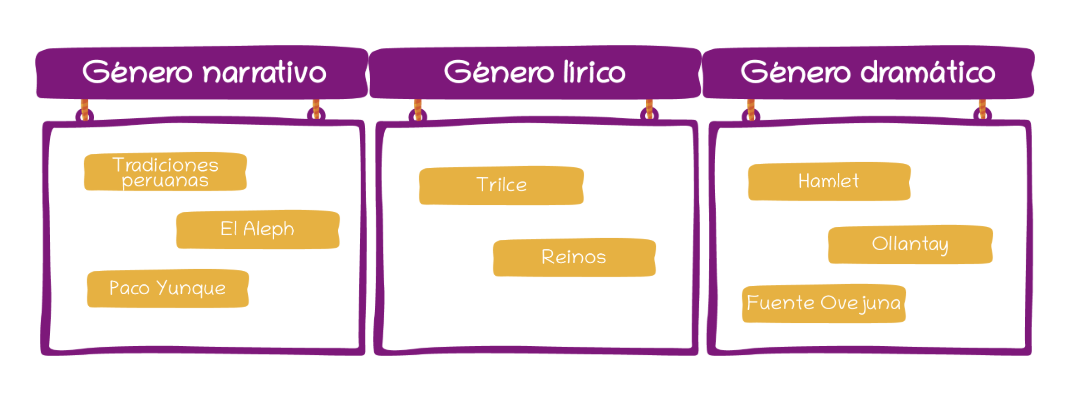 Género narrativo
Género lírico
Género dramático
Tradiciones
peruanas
El Aleph
Paco Yunque
Trilce
Reinos
Hamlet
Ollantay
Fuente Ovejuna